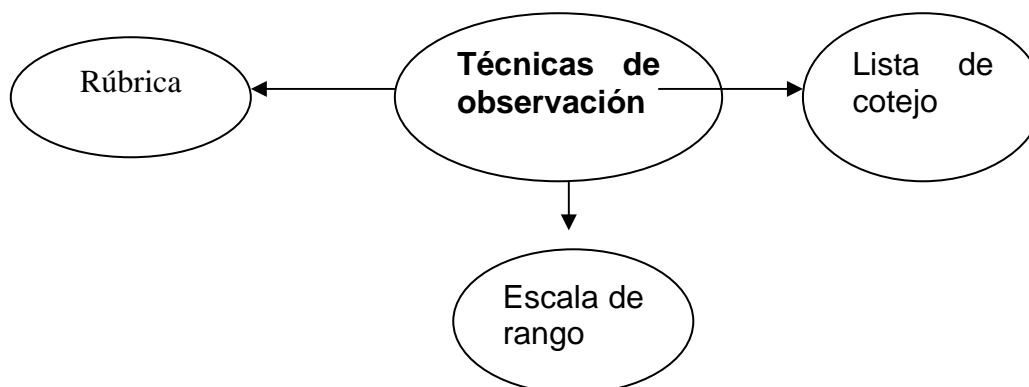 Rúbrica
Técnicas de
observación
Lista de
cotejo
Escala de
rango